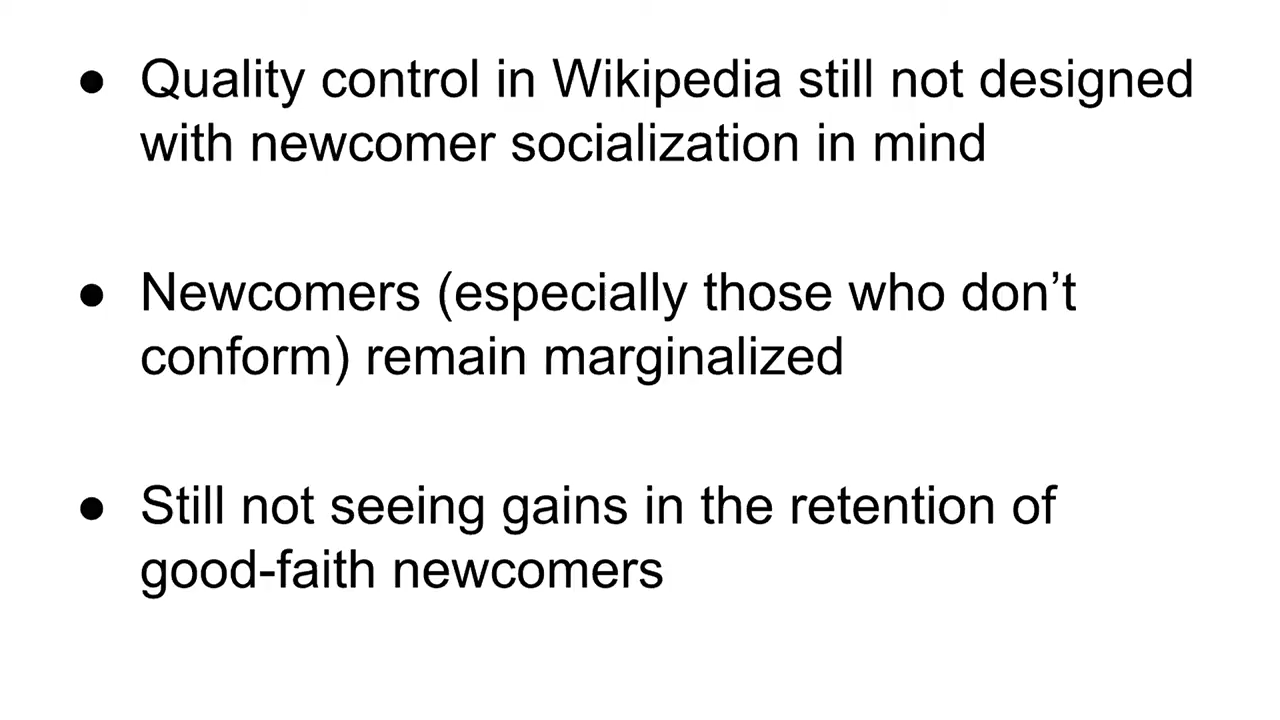 ● Quality control in Wikipedia still not designed
with newcomer socialization in mind
● Newcomers (especially those who don’t
conform) remain marginalized
● Still not seeing gains in the retention of
good-faith newcomers